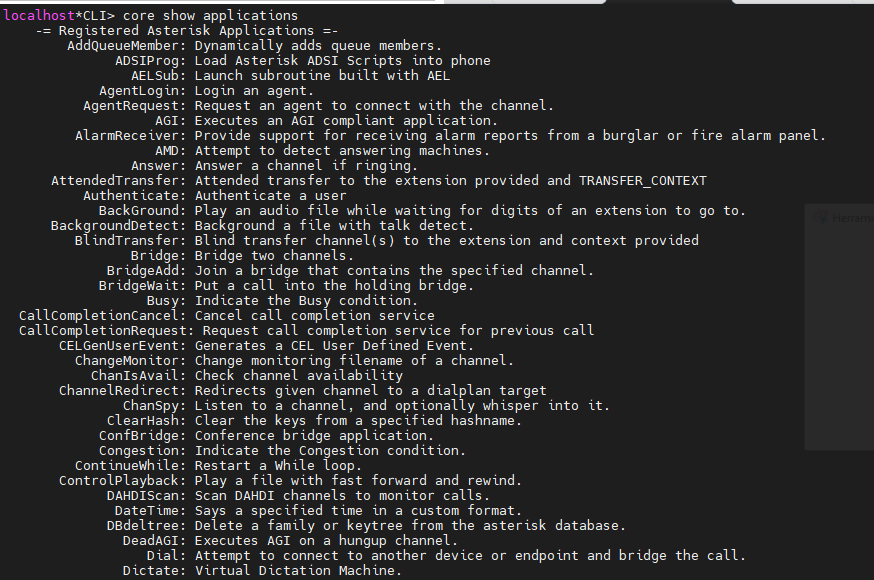 localhost*CLI> core show applications
-= Registered Asterisk Applications =-
AddQueueMember: Dynamically adds queue members.
ADSIProg: Load Asterisk ADSI Scripts into phone
AELSub: Launch subroutine built with AEL
AgentLogin: Login an agent.
AgentRequest: Request an agent to connect with the channel.
AGI: Executes an AGI compliant application.
AlarmReceiver: Provide support for receiving alarm reports from a burglar or fire alarm panel.
AMD: Attempt to detect answering machines.
Answer: Answer a channel if ringing.
AttendedTransfer: Attended transfer to the extension provided and TRANSFER_CONTEXT
Authenticate: Authenticate a user
BackGround: Play an audio file while waiting for digits of an extension to go to.
BackgroundDetect: Background a file with talk detect.
BlindTransfer: Blind transfer channel(s) to the extension and context provided
Bridge: Bridge two channels.
BridgeAdd: Join a bridge that contains the specified channel.
BridgeWait: Put a call into the holding bridge.
Busy: Indicate the Busy condition.
CallCompletionCancel: Cancel call completion service
CallCompletionRequest: Request call completion service for previous call
CELGenUserEvent: Generates a CEL User Defined Event.
ChangeMonitor: Change monitoring filename of a channel.
ChanIsAvail: Check channel availability
ChannelRedirect: Redirects given channel to a dialplan target
ChanSpy: Listen to a channel, and optionally whisper into it.
ClearHash: Clear the keys from a specified hashname.
ConfBridge: Conference bridge application.
Congestion: Indicate the Congestion condition.
ContinueWhile: Restart a While loop.
ControlPlayback: Play a file with fast forward and rewind.
DAHDIScan: Scan DAHDI channels to monitor calls.
DateTime: Says a specified time in a custom format.
DBdeltree: Delete a family or keytree from the asterisk database.
DeadAGI: Executes AGI on a hungup channel.
Dial: Attempt to connect to another device or endpoint and bridge the call.
Dictate: Virtual Dictation Machine.